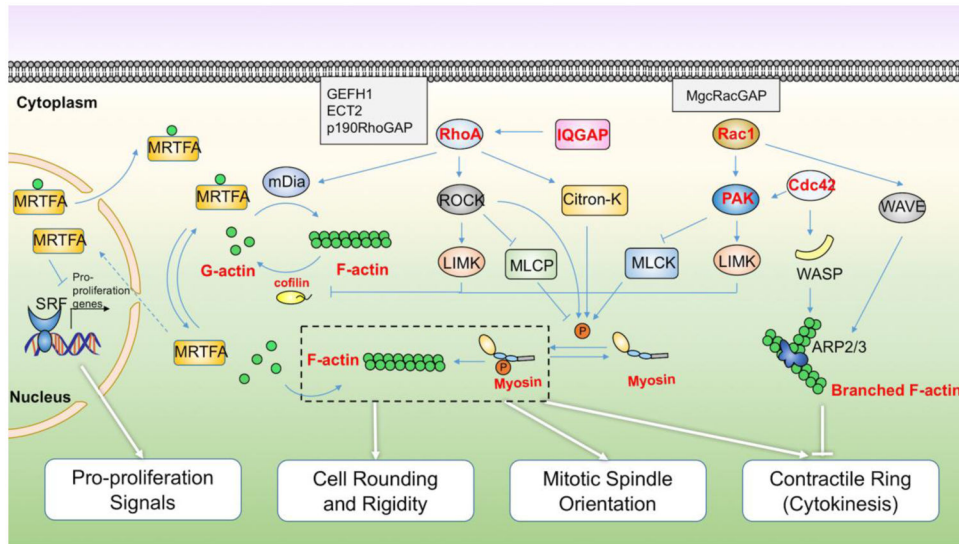 GEFH1
ECT2
p190RhoGAP
MgcRacGAP
Cytoplasm
RhoA
IQGAP
Rac1
MRTFA
MRTFA
MRTFA
mDia
ROCK
Citron-K
PAK
Cdc42
WAVE
MRTFA
G-actin
F-actin
LIMK
MLCP
MLCK
LIMK
WASP
cofilin
Pro-
proliferation
genes
SRF
P
MRTFA
F-actin
P
Myosin
Myosin
ARP2/3
Branched F-actin
Nucleus
Pro-proliferation
Signals
Cell Rounding
and Rigidity
Mitotic Spindle
Orientation
Contractile Ring
(Cytokinesis)